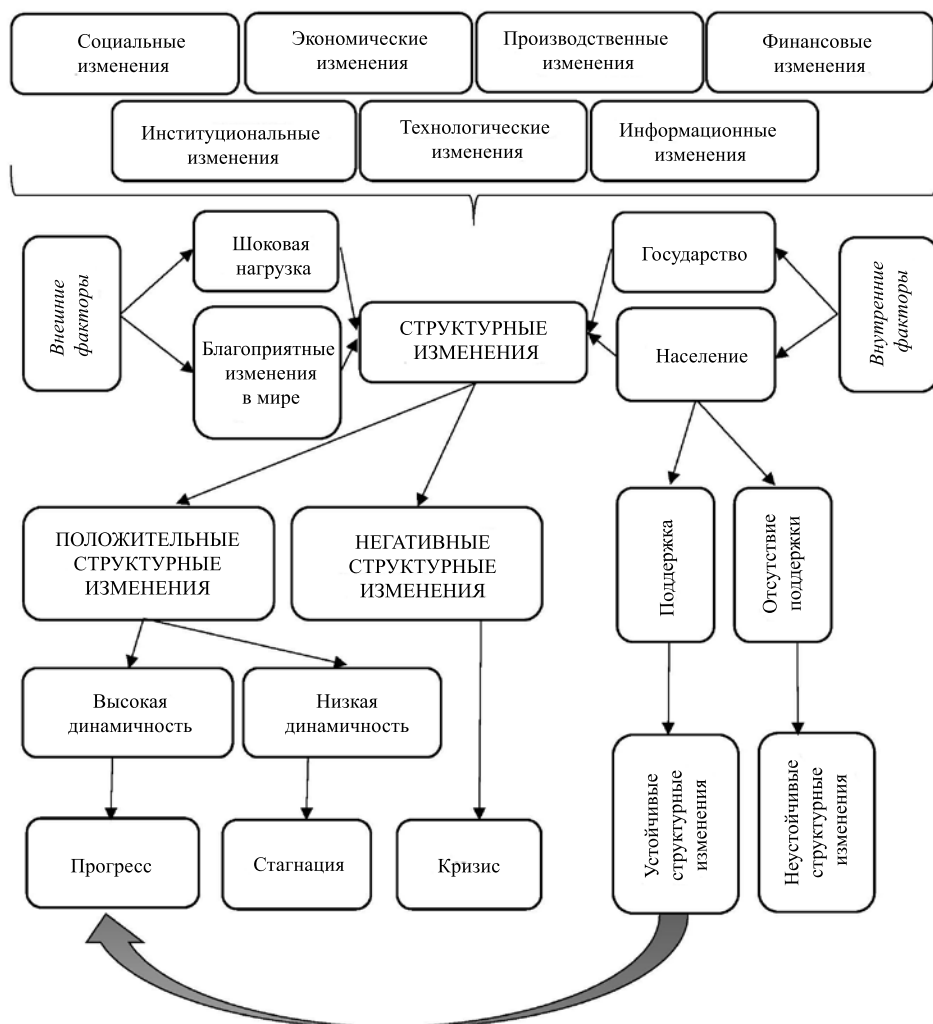 Социальные
изменения
Экономические
изменения
Производственные
изменения
Финансовые
изменения
Институциональные
изменения
Технологические
изменения
Информационные
изменения
Внешние
факторы
Шоковая
нагрузка
Благоприятные
изменения
в мире
СТРУКТУРНЫЕ
ИЗМЕНЕНИЯ
Государство
Население
Внутренние
факторы
ПОЛОЖИТЕЛЬНЫЕ
СТРУКТУРНЫЕ
ИЗМЕНЕНИЯ
НЕГАТИВНЫЕ
СТРУКТУРНЫЕ
ИЗМЕНЕНИЯ
Поддержка
Отсутствие
поддержки
Высокая
динамичность
Низкая
динамичность
Прогресс
Стагнация
Кризис
Устойчивые
структурные
изменения
Неустойчивые
структурные
изменения